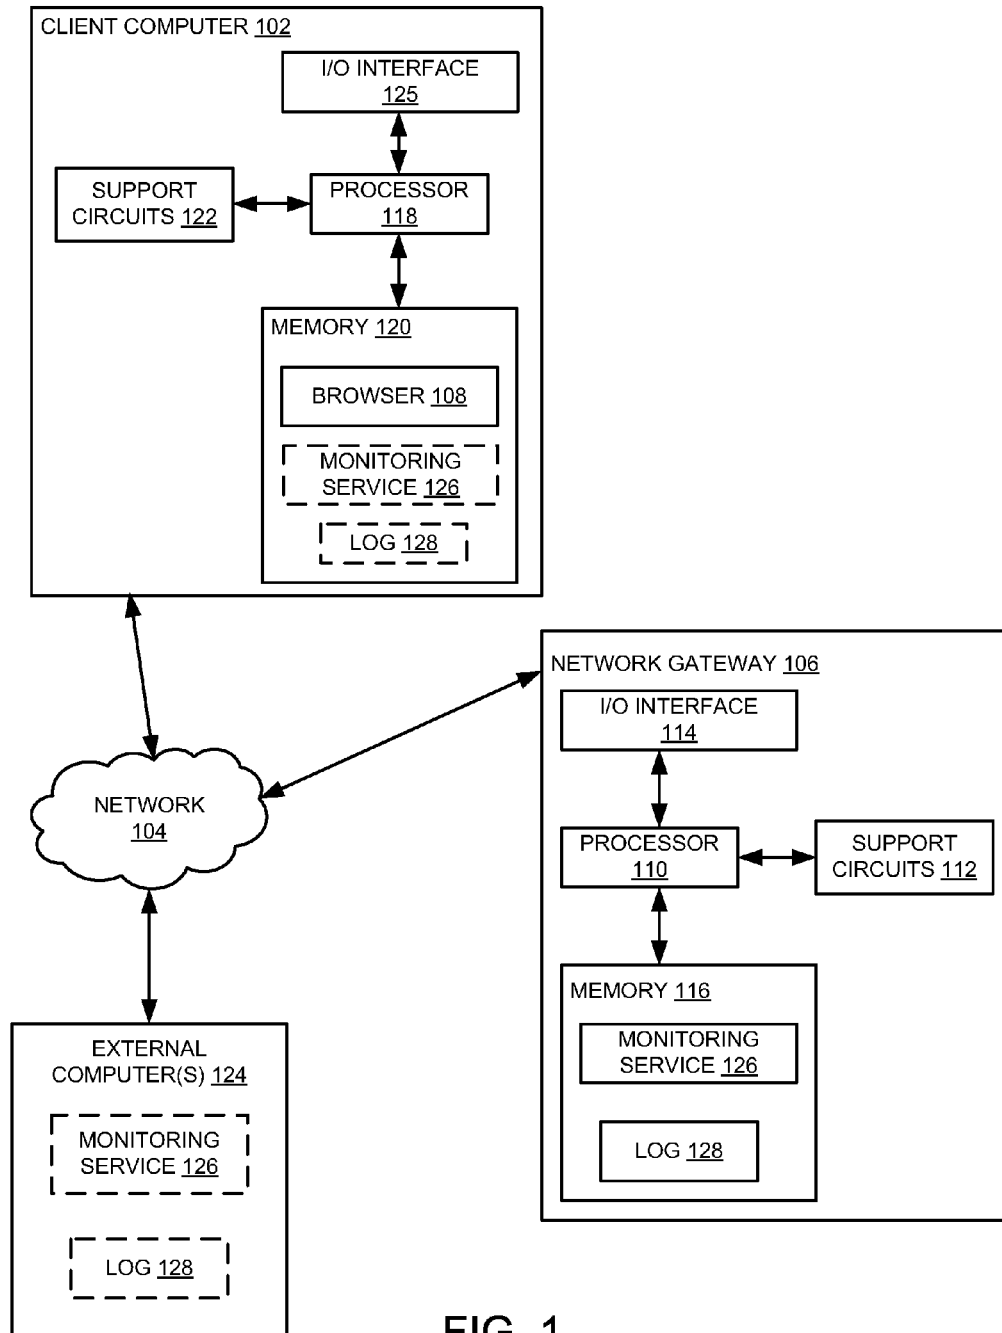 CLIENT COMPUTER 102
I/O INTERFACE
125
SUPPORT
CIRCUITS 122
PROCESSOR
118
MEMORY 120
BROWSER 108
MONITORING
SERVICE 126
LOG 128
NETWORK GATEWAY 106
I/O INTERFACE
114
NETWORK
104
PROCESSOR
110
SUPPORT
CIRCUITS 112
MEMORY 116
MONITORING
SERVICE 126
LOG 128
EXTERNAL
COMPUTER(S) 124
MONITORING
SERVICE 126
LOG 128
FIG. 1